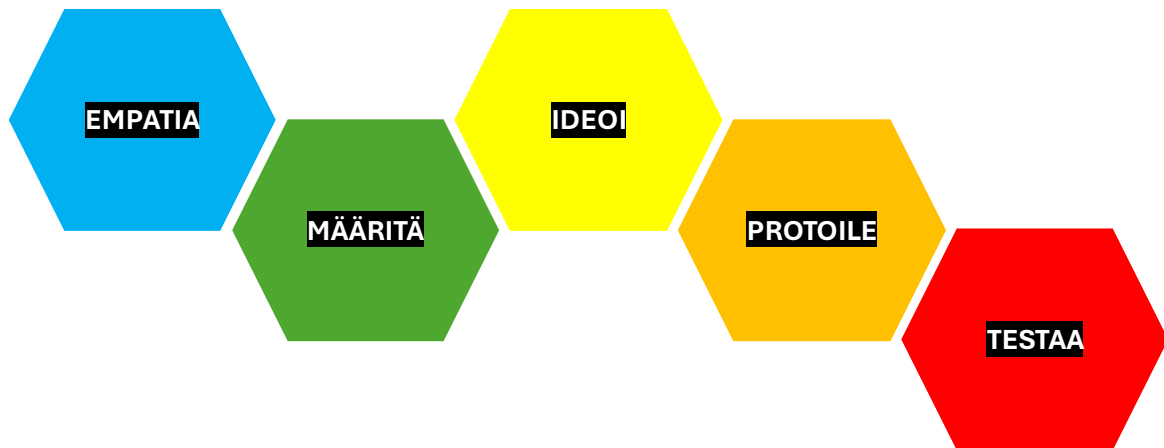 EMPATIA
MÄÄRITÄ
IDEOI
PROTOILE
TESTAA